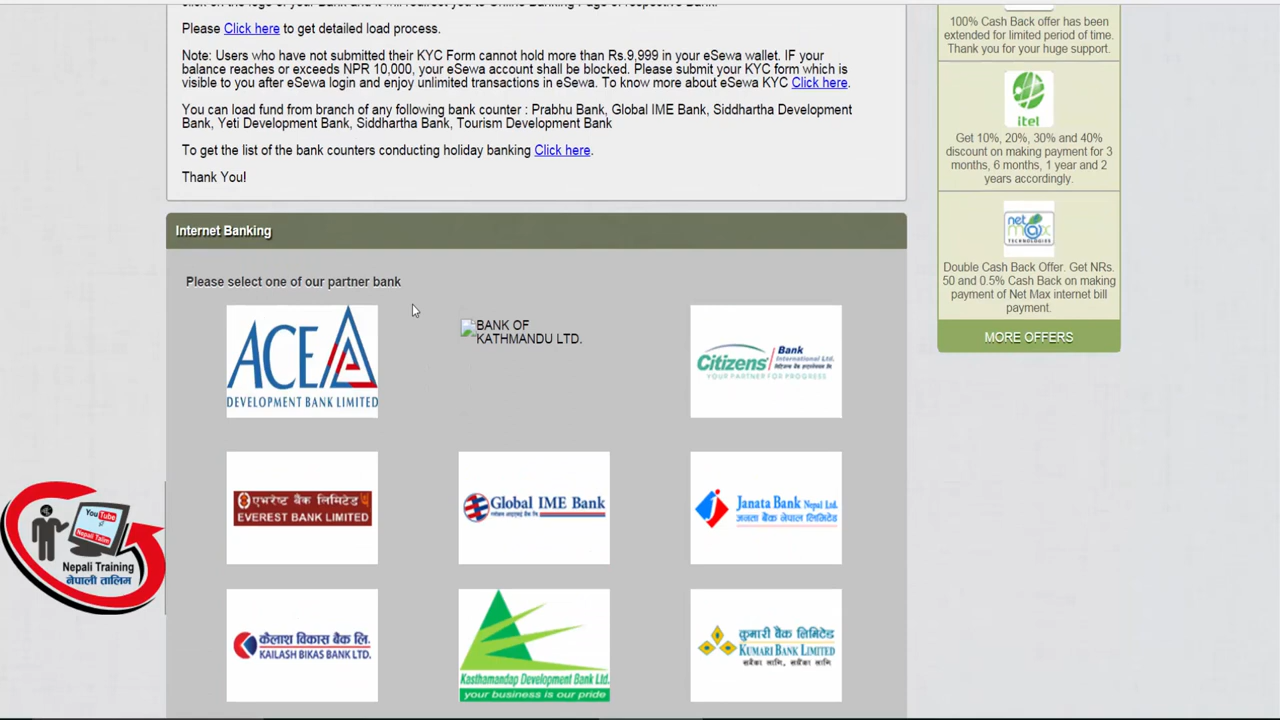 Please Click here to get detailed load process.
Note: Users who have not submitted their KYC Form cannot hold more than Rs.9,999 in your eSewa wallet. IF your
balance reaches or exceeds NPR 10,000, your eSewa account shall be blocked. Please submit your KYC form which is
visible to you after eSewa login and enjoy unlimited transactions in eSewa. To know more about eSewa KYC Click here.
You can load fund from branch of any following bank counter : Prabhu Bank, Global IME Bank, Siddhartha Development
Bank, Yeti Development Bank, Siddhartha Bank, Tourism Development Bank
To get the list of the bank counters conducting holiday banking Click here.
Thank You!
100% Cash Back offer has been
extended for limited period of time.
Thank you for your huge support.
itel
Get 10%, 20%, 30% and 40%
discount on making payment for 3
months, 6 months, 1 year and 2
years accordingly.
net
max
TECHNOLOGIES
Double Cash Back Offer. Get NRs.
50 and 0.5% Cash Back on making
payment of Net Max internet bill
payment.
MORE OFFERS
Internet Banking
Please select one of our partner bank
ACE
DEVELOPMENT BANK LIMITED
BANK OF
KATHMANDU LTD.
Citizens Bank
International Ltd.
YOUR PARTNER FOR PROGRESS
एभरेष्ट बैंक लिमिटेड
EVEREST BANK LIMITED
Global IME Bank
Janata Bank Nepal Ltd.
जनता बैंक नेपाल लिमिटेड
कैलाश विकास बैंक लि.
KAILASH BIKAS BANK LTD.
Kasthamandap Development Bank Ltd.
your business is our pride
कुमारी बैंक लिमिटेड
KUMARI BANK LIMITED
सबैका लागि, सधैंका लागि
You Tube
Nepali Talim
Nepali Training
नेपाली तालिम